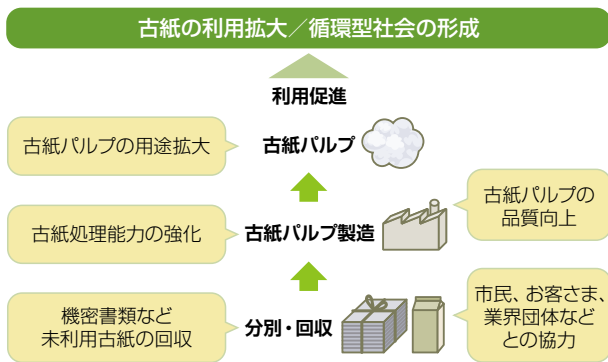 古紙の利用拡大／循環型社会の形成
利用促進
古紙パルプの用途拡大
古紙パルプ
古紙処理能力の強化
古紙パルプ製造
古紙パルプの
品質向上
機密書類など
未利用古紙の回収
分別・回収
市民、お客さま、
業界団体など
との協力